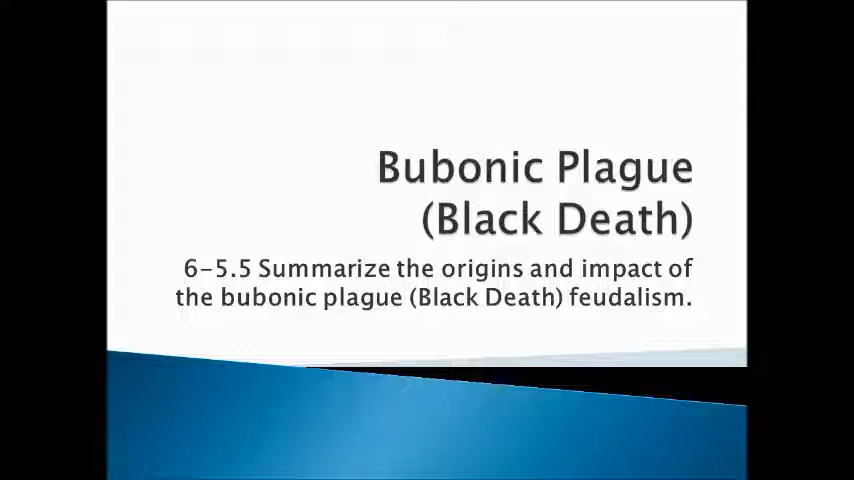 Bubonic Plague
(Black Death)
6-5.5 Summarize the origins and impact of
the bubonic plague (Black Death) feudalism.